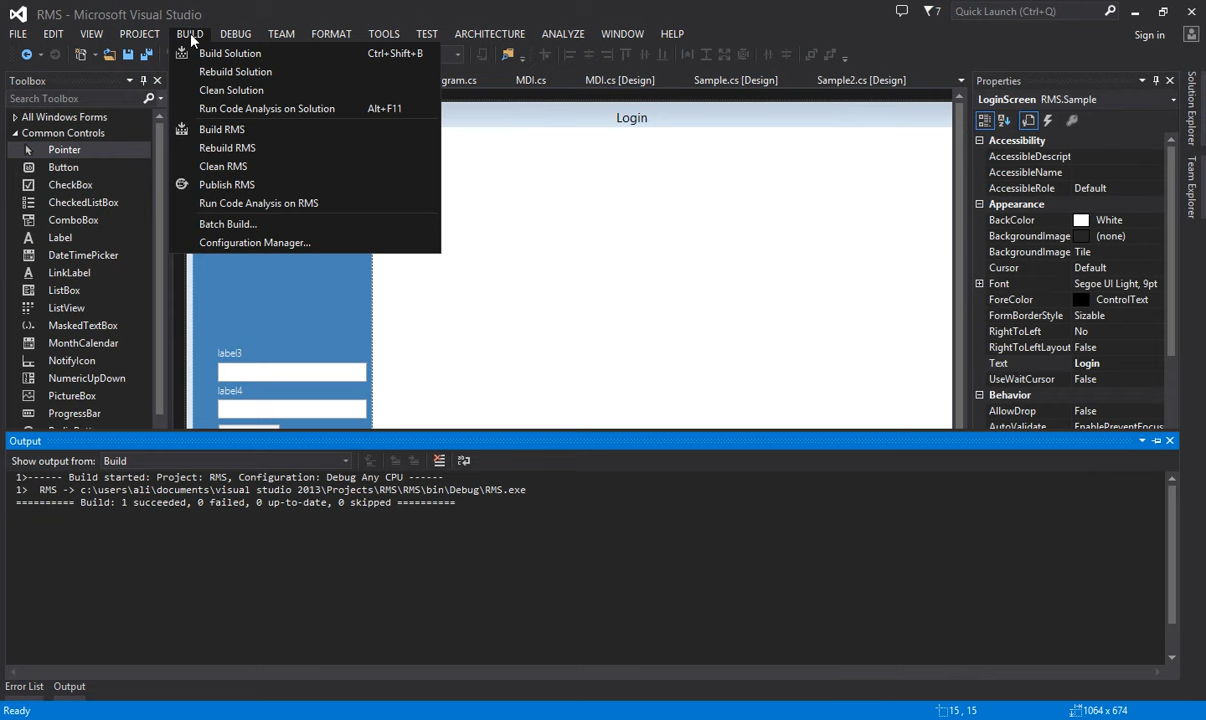 RMS - Microsoft Visual Studio
7
Quick Launch (Ctrl+Q)
FILE EDIT VIEW PROJECT BUILD DEBUG TEAM FORMAT TOOLS TEST ARCHITECTURE ANALYZE WINDOW HELP
Sign in
Toolbox
Search Toolbox
All Windows Forms
Common Controls
Pointer
Button
CheckBox
CheckedListBox
ComboBox
Label
DateTimePicker
LinkLabel
ListBox
ListView
MaskedTextBox
MonthCalendar
NotifyIcon
NumericUpDown
PictureBox
ProgressBar
Build Solution Ctrl+Shift+B
Rebuild Solution
Clean Solution
Run Code Analysis on Solution Alt+F11
Build RMS
Rebuild RMS
Clean RMS
Publish RMS
Run Code Analysis on RMS
Batch Build...
Configuration Manager...
gram.cs MDI.cs MDI.cs [Design] Sample.cs [Design] Sample2.cs [Design]
Login
label3
label4
Properties
LoginScreen RMS.Sample
Accessibility
AccessibleDescript
AccessibleName
AccessibleRole Default
Appearance
BackColor White
BackgroundImage (none)
BackgroundImage Tile
Cursor Default
Font Segoe UI Light, 9pt
ForeColor ControlText
FormBorderStyle Sizable
RightToLeft No
RightToLeftLayout False
Text Login
UseWaitCursor False
Behavior
AllowDrop False
AutoValidate EnablePreventFocus
Solution Explorer
Team Explorer
Output
Show output from: Build
1>------ Build started: Project: RMS, Configuration: Debug Any CPU ------
1>  RMS -> c:\users\ali\documents\visual studio 2013\Projects\RMS\RMS\bin\Debug\RMS.exe
========== Build: 1 succeeded, 0 failed, 0 up-to-date, 0 skipped ==========
Error List Output
Ready
15 , 15
1064 x 674